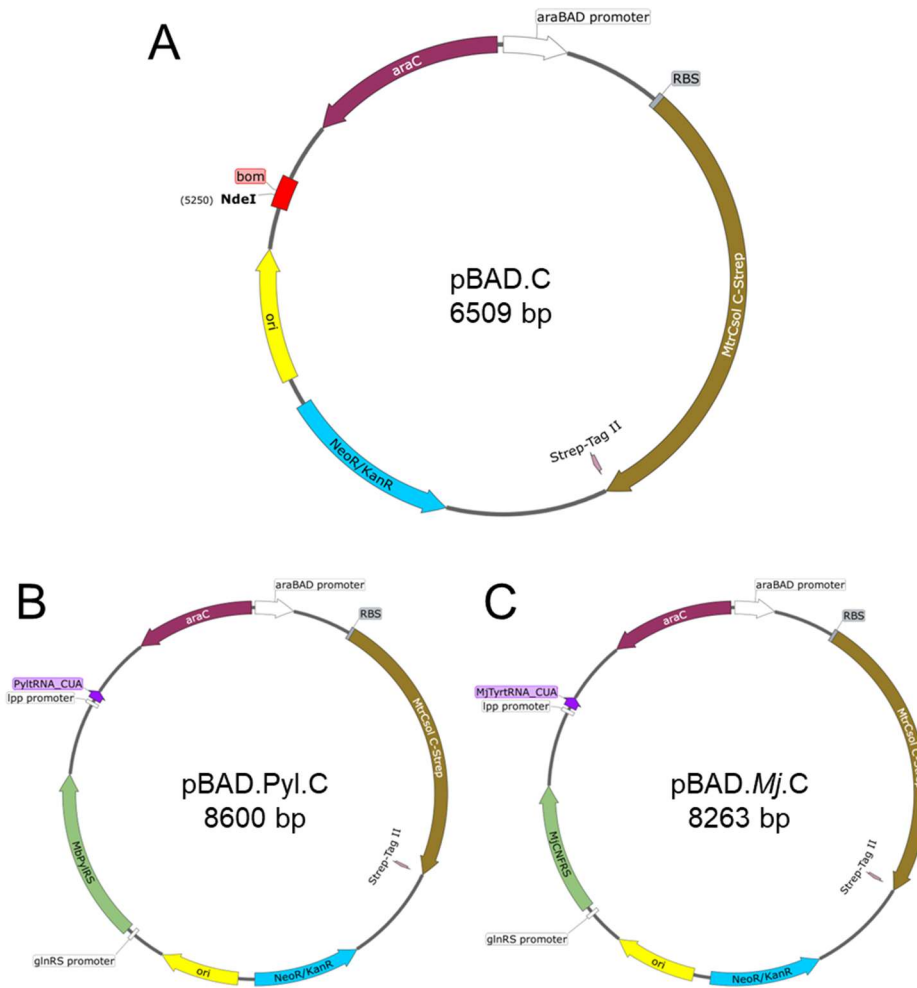 A
araBAD promoter
araC
RBS
bom
(5250) NdeI
pBAD.C
6509 bp
MtrCsol C-Strep
ori
Strep-Tag II
NeoR/KanR
B
araBAD promoter
araC
RBS
PyltRNA_CUA
lpp promoter
MtrCsol C-Strep
pBAD.Pyl.C
8600 bp
MbPylRS
Strep-Tag II
glnRS promoter
ori
NeoR/KanR
C
araBAD promoter
araC
RBS
MjTyrtRNA_CUA
lpp promoter
MtrCsol C-Strep
pBAD.Mj.C
8263 bp
MjCNFRS
Strep-Tag II
glnRS promoter
ori
NeoR/KanR